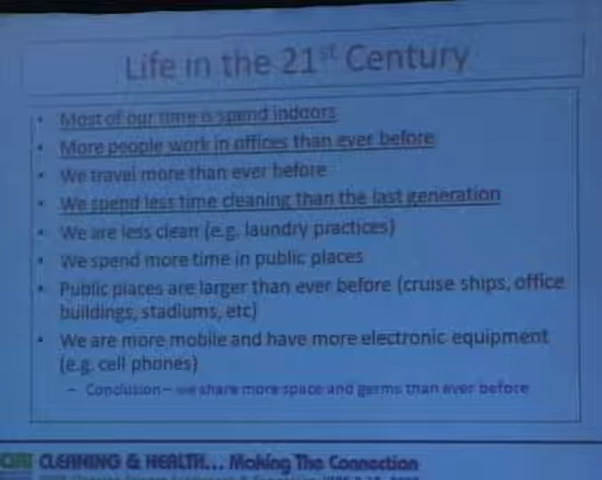 Life in the 21st Century
• Most of our time is spend indoors
• More people work in offices than ever before
• We travel more than ever before
• We spend less time cleaning than the last generation
• We are less clean (e.g. laundry practices)
• We spend more time in public places
• Public places are larger than ever before (cruise ships, office
buildings, stadiums, etc)
• We are more mobile and have more electronic equipment
(e.g. cell phones)
– Conclusion – we share more space and germs than ever before
CLEANING & HEALTH... Making The Connection